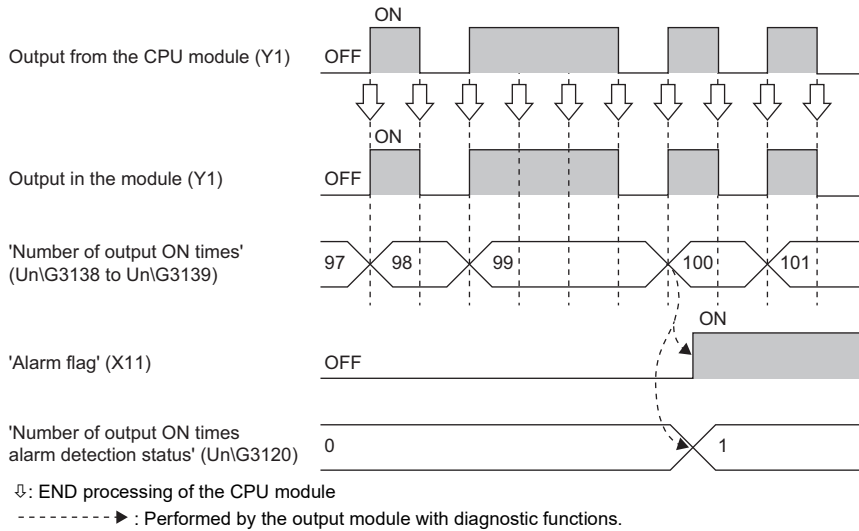 ON
Output from the CPU module (Y1)
OFF
ON
Output in the module (Y1)
OFF
'Number of output ON times'
(Un\G3138 to Un\G3139)
97 98 99 100 101
ON
'Alarm flag' (X11)
OFF
'Number of output ON times
alarm detection status' (Un\G3120)
0 1
⇩: END processing of the CPU module
: Performed by the output module with diagnostic functions.